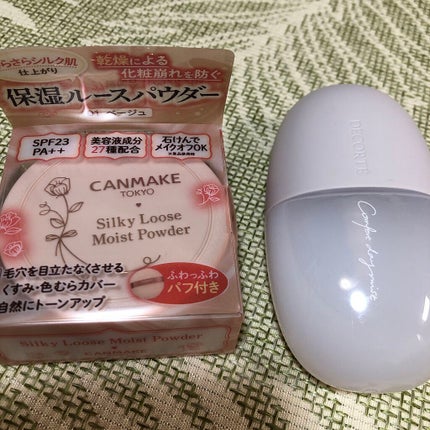 らさらシルク肌
仕上がり
乾燥による
化粧崩れを防ぐ
保湿ルースパウダー
01 ベージュ
SPF23
PA++
美容液成分
27種配合
石けんで
メイクオフOK
CANMAKE
TOKYO
Silky Loose
Moist Powder
毛穴を目立たなくさせる
くすみ・色むらカバー
自然にトーンアップ
ふわっふわ
パフ付き
Silky Loose Moist Powder
CANMAKE
DECORTÉ
Comfort day mist